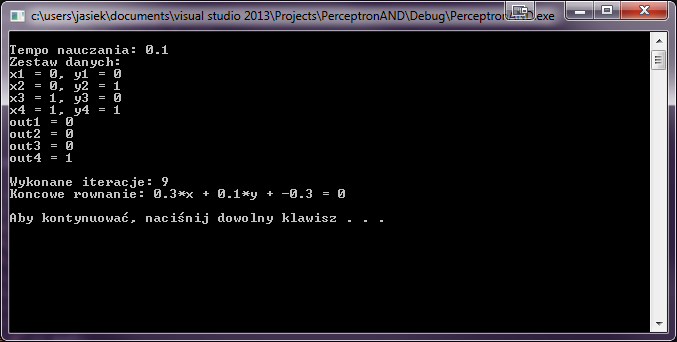 c:\users\jasiek\documents\visual studio 2013\Projects\PerceptronAND\Debug\PerceptronAND.exe
Tempo nauczania: 0.1
Zestaw danych:
x1 = 0, y1 = 0
x2 = 0, y2 = 1
x3 = 1, y3 = 0
x4 = 1, y4 = 1
out1 = 0
out2 = 0
out3 = 0
out4 = 1
Wykonane iteracje: 9
Koncowe rownanie: 0.3*x + 0.1*y + -0.3 = 0
Aby kontynuować, naciśnij dowolny klawisz . . .